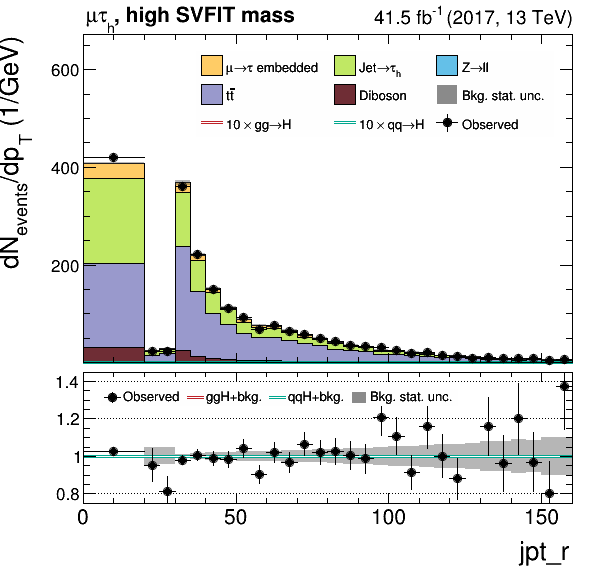 μτh, high SVFIT mass 41.5 fb-1 (2017, 13 TeV)
dNevents/dpT (1/GeV)
600
400
200
μ→τ embedded Jet→τh Z→ll
tt̅ Diboson Bkg. stat. unc.
10 × gg→H 10 × qq→H Observed
1.4
1.2
1
0.8
Observed ggH+bkg. qqH+bkg. Bkg. stat. unc.
0 50 100 150
jpt_r